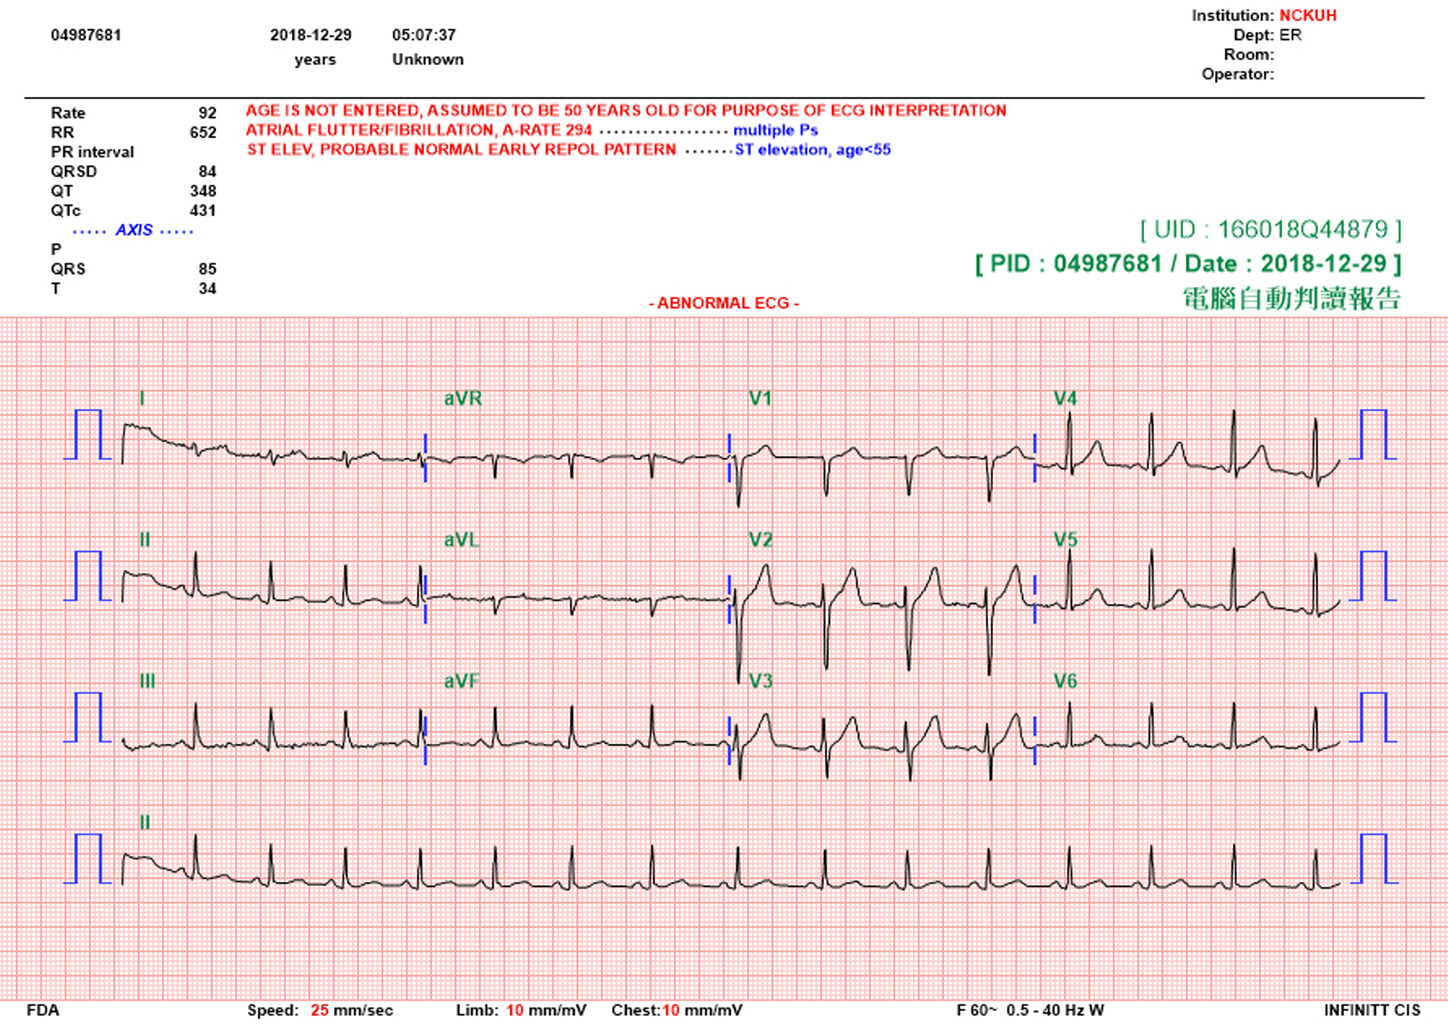 Institution: NCKUH
04987681 2018-12-29 05:07:37 Dept: ER
years Unknown Room:
Operator:
Rate 92 AGE IS NOT ENTERED, ASSUMED TO BE 50 YEARS OLD FOR PURPOSE OF ECG INTERPRETATION
RR 652 ATRIAL FLUTTER/FIBRILLATION, A-RATE 294 .................. multiple Ps
PR interval ST ELEV, PROBABLE NORMAL EARLY REPOL PATTERN .......ST elevation, age<55
QRSD 84
QT 348
QTc 431
..... AXIS .....
[ UID : 166018Q44879 ]
P
[ PID : 04987681 / Date : 2018-12-29 ]
QRS 85
T 34
電腦自動判讀報告
- ABNORMAL ECG -
I aVR V1 V4
II aVL V2 V5
III aVF V3 V6
II
FDA Speed: 25 mm/sec Limb: 10 mm/mV Chest:10 mm/mV F 60~ 0.5 - 40 Hz W INFINITT CIS